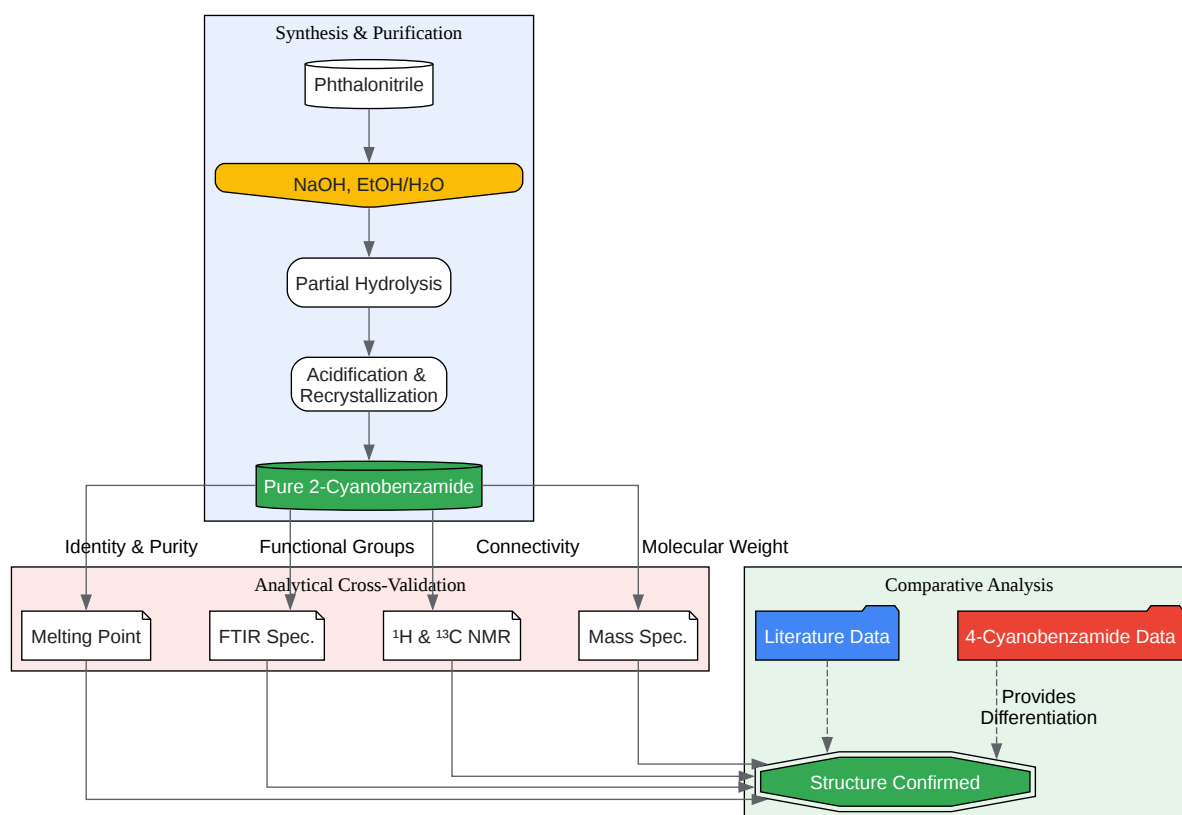 Synthesis & Purification
Phthalonitrile
NaOH, EtOH/H₂O
Partial Hydrolysis
Acidification &
Recrystallization
Pure 2-Cyanobenzamide
Identity & Purity
Functional Groups
Connectivity
Molecular Weight
Analytical Cross-Validation
Melting Point
FTIR Spec.
¹H & ¹³C NMR
Mass Spec.
Comparative Analysis
Literature Data
4-Cyanobenzamide Data
Provides
Differentiation
Structure Confirmed